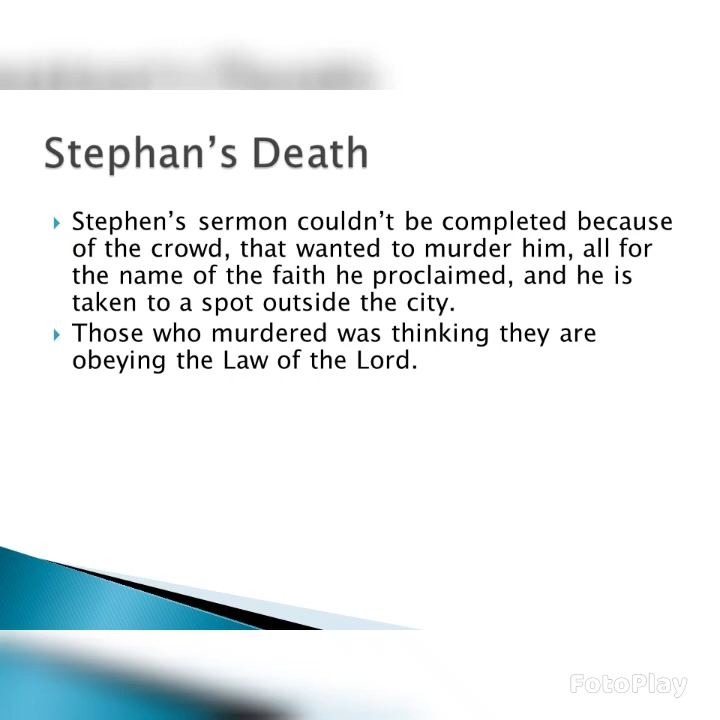 Stephan’s Death
Stephen’s sermon couldn’t be completed because
of the crowd, that wanted to murder him, all for
the name of the faith he proclaimed, and he is
taken to a spot outside the city.
Those who murdered was thinking they are
obeying the Law of the Lord.
FotoPlay